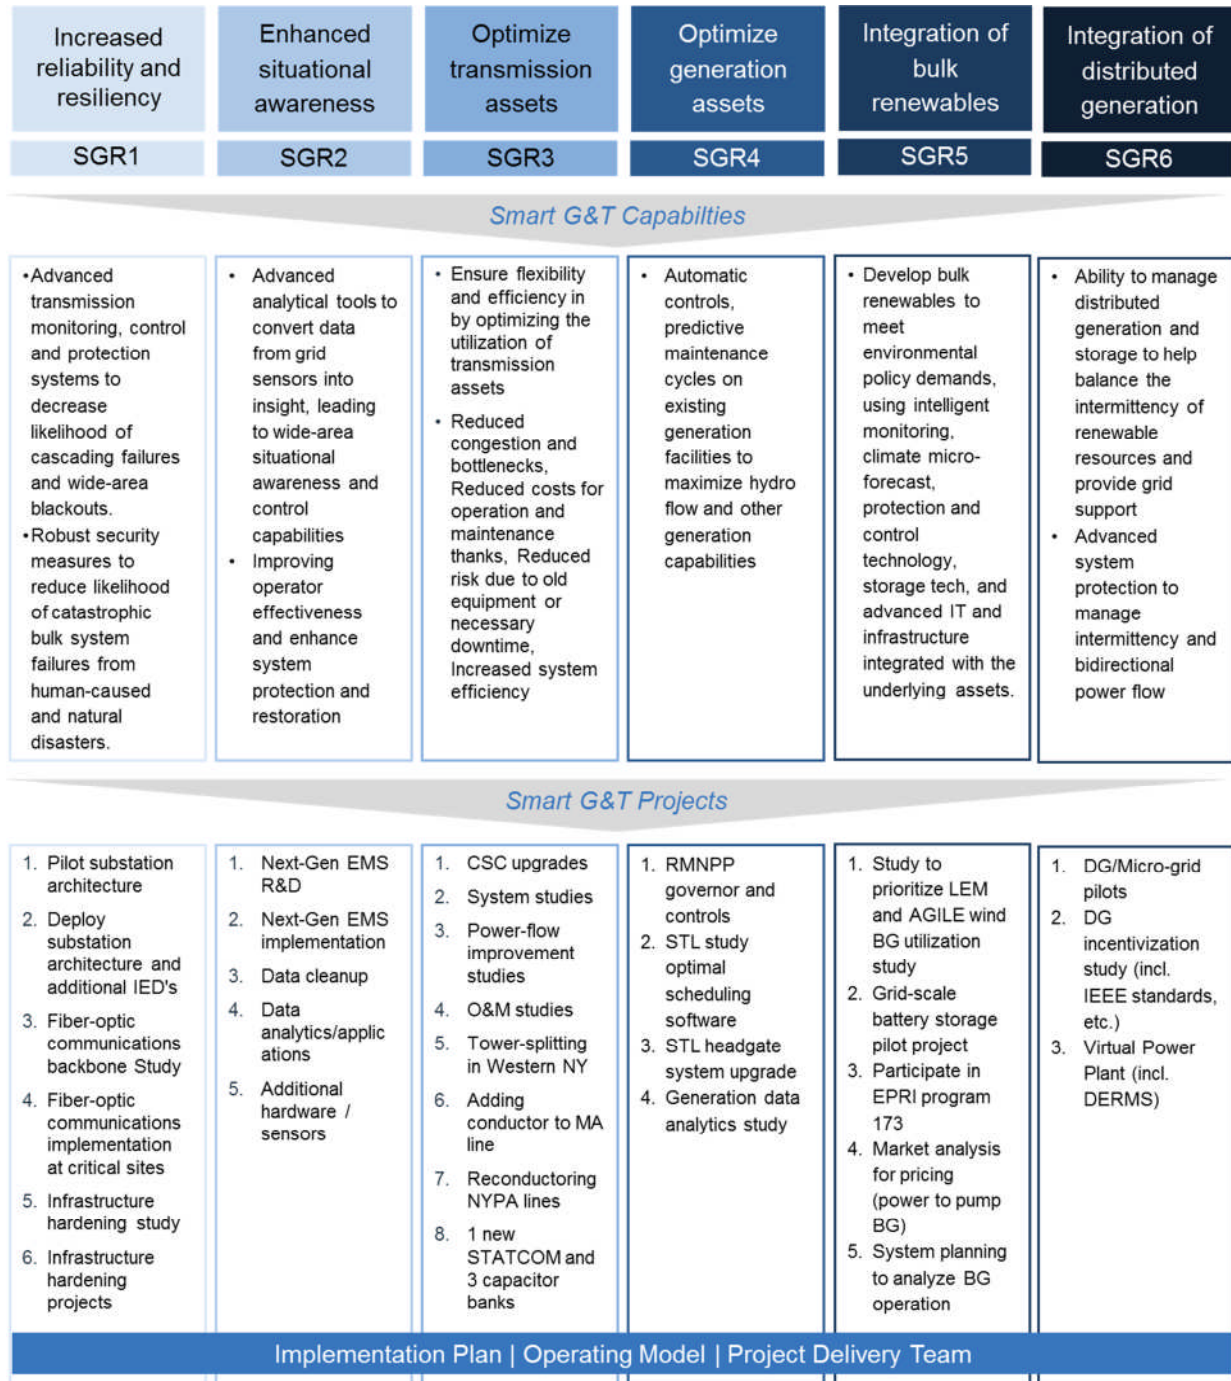 Increased
reliability and
resiliency
SGR1
Enhanced
situational
awareness
SGR2
Optimize
transmission
assets
SGR3
Optimize
generation
assets
SGR4
Integration of
bulk
renewables
SGR5
Integration of
distributed
generation
SGR6
Smart G&T Capabilties
•Advanced
transmission
monitoring, control
and protection
systems to
decrease
likelihood of
cascading failures
and wide-area
blackouts.
•Robust security
measures to
reduce likelihood
of catastrophic
bulk system
failures from
human-caused
and natural
disasters.
• Advanced
analytical tools to
convert data
from grid
sensors into
insight, leading
to wide-area
situational
awareness and
control
capabilities
• Improving
operator
effectiveness
and enhance
system
protection and
restoration
• Ensure flexibility
and efficiency in
by optimizing the
utilization of
transmission
assets
• Reduced
congestion and
bottlenecks,
Reduced costs for
operation and
maintenance
thanks, Reduced
risk due to old
equipment or
necessary
downtime,
Increased system
efficiency
• Automatic
controls,
predictive
maintenance
cycles on
existing
generation
facilities to
maximize hydro
flow and other
generation
capabilities
• Develop bulk
renewables to
meet
environmental
policy demands,
using intelligent
monitoring,
climate micro-
forecast,
protection and
control
technology,
storage tech, and
advanced IT and
infrastructure
integrated with the
underlying assets.
• Ability to manage
distributed
generation and
storage to help
balance the
intermittency of
renewable
resources and
provide grid
support
• Advanced
system
protection to
manage
intermittency and
bidirectional
power flow
Smart G&T Projects
1. Pilot substation
architecture
2. Deploy
substation
architecture and
additional IED's
3. Fiber-optic
communications
backbone Study
4. Fiber-optic
communications
implementation
at critical sites
5. Infrastructure
hardening study
6. Infrastructure
hardening
projects
1. Next-Gen EMS
R&D
2. Next-Gen EMS
implementation
3. Data cleanup
4. Data
analytics/applic
ations
5. Additional
hardware /
sensors
1. CSC upgrades
2. System studies
3. Power-flow
improvement
studies
4. O&M studies
5. Tower-splitting
in Western NY
6. Adding
conductor to MA
line
7. Reconductoring
NYPA lines
8. 1 new
STATCOM and
3 capacitor
banks
1. RMNPP
governor and
controls
2. STL study
optimal
scheduling
software
3. STL headgate
system upgrade
4. Generation data
analytics study
1. Study to
prioritize LEM
and AGILE wind
BG utilization
study
2. Grid-scale
battery storage
pilot project
3. Participate in
EPRI program
173
4. Market analysis
for pricing
(power to pump
BG)
5. System planning
to analyze BG
operation
1. DG/Micro-grid
pilots
2. DG
incentivization
study (incl.
IEEE standards,
etc.)
3. Virtual Power
Plant (incl.
DERMS)
Implementation Plan | Operating Model | Project Delivery Team